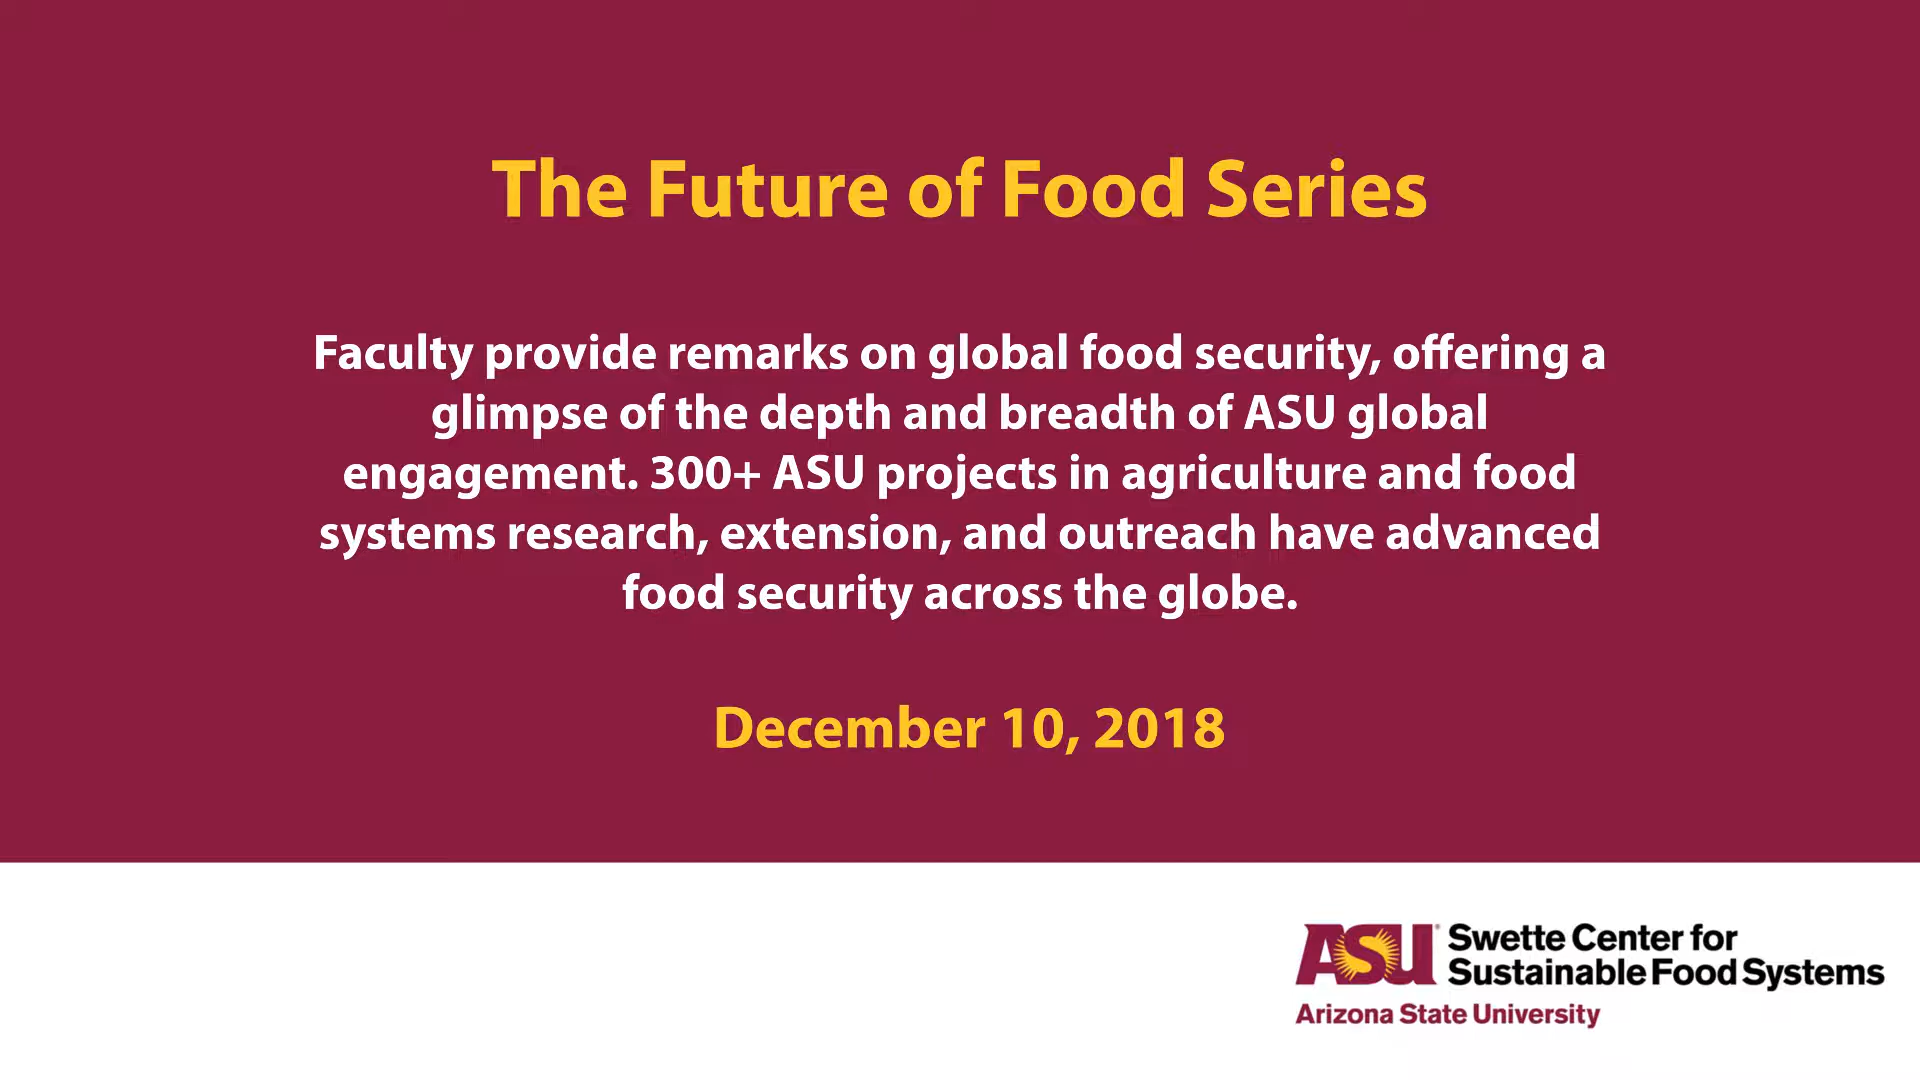 The Future of Food Series
Faculty provide remarks on global food security, offering a
glimpse of the depth and breadth of ASU global
engagement. 300+ ASU projects in agriculture and food
systems research, extension, and outreach have advanced
food security across the globe.
December 10, 2018
ASU Swette Center for
Sustainable Food Systems
Arizona State University